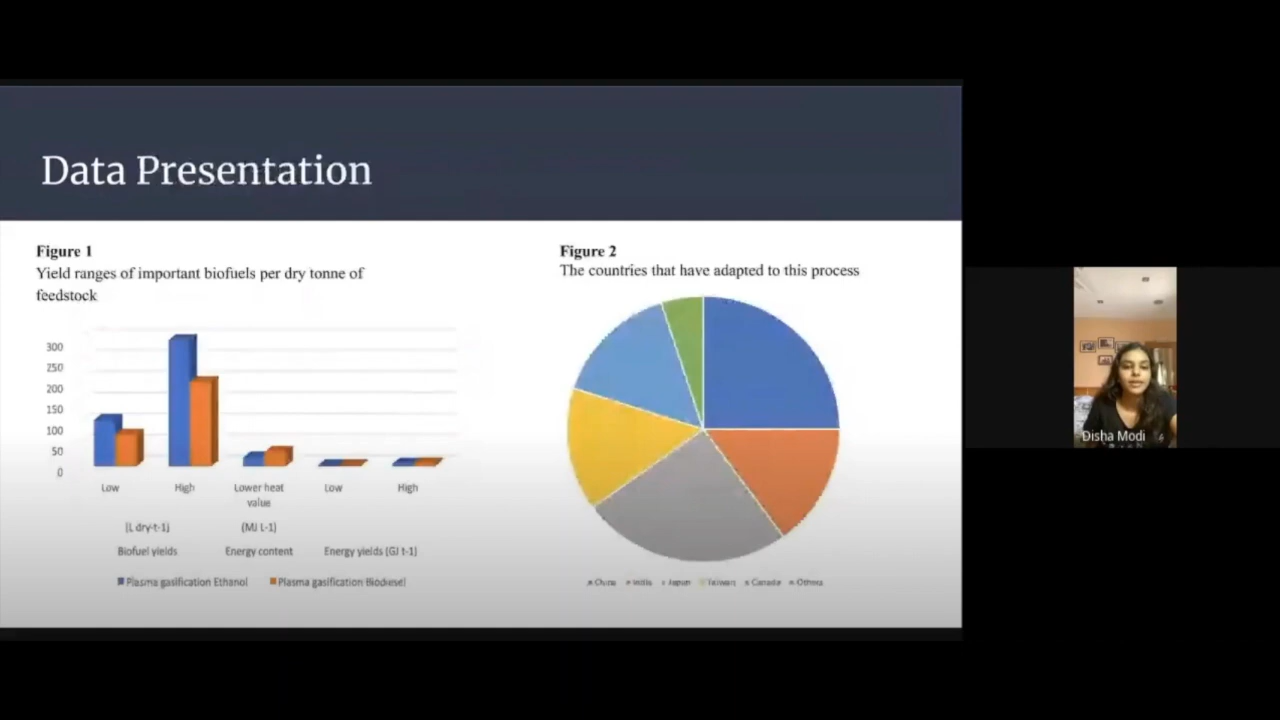 Data Presentation
Figure 1
Yield ranges of important biofuels per dry tonne of
feedstock
300
250
200
150
100
50
0
Low High Lower heat Low High
value
(L dry-t-1) (MJ L-1)
Biofuel yields Energy content Energy yields (GJ t-1)
Plasma gasification Ethanol Plasma gasification Biodiesel
Figure 2
The countries that have adapted to this process
China India Japan Taiwan Canada Others
Disha Modi